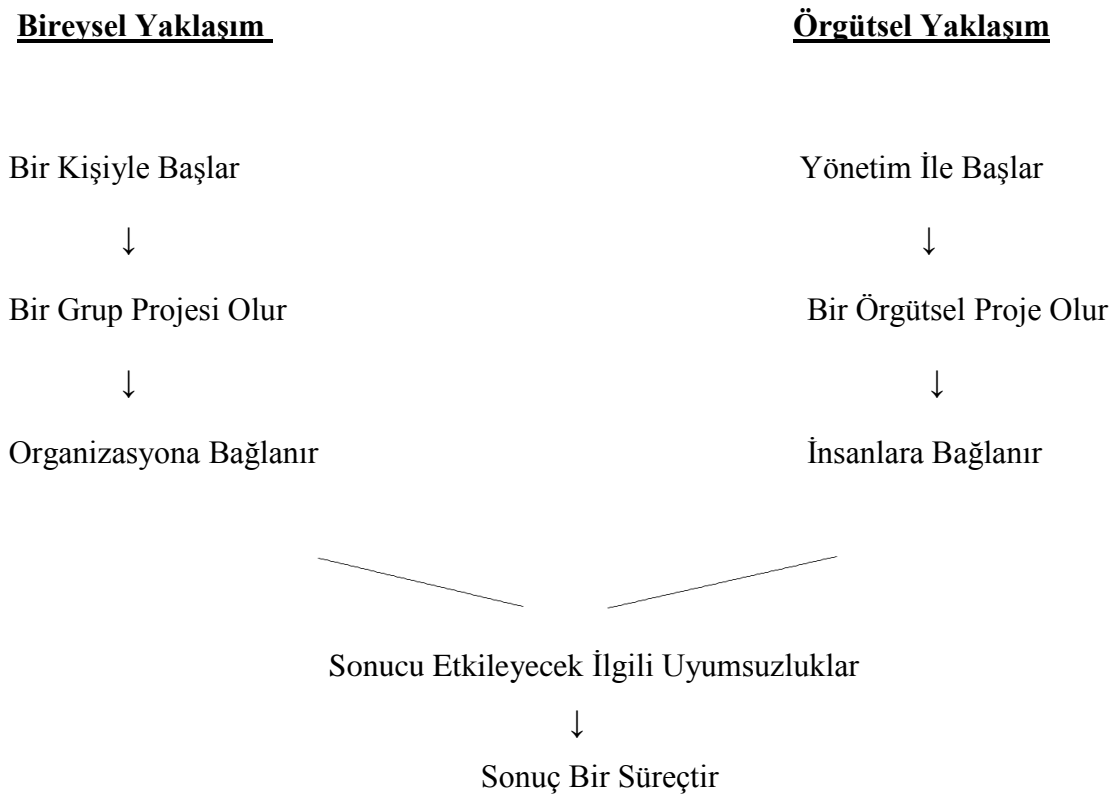 Bireysel Yaklaşım
Örgütsel Yaklaşım
Bir Kişiyle Başlar
Yönetim İle Başlar
↓
↓
Bir Grup Projesi Olur
Bir Örgütsel Proje Olur
↓
↓
Organizasyona Bağlanır
İnsanlara Bağlanır
Sonucu Etkileyecek İlgili Uyumsuzluklar
↓
Sonuç Bir Süreçtir